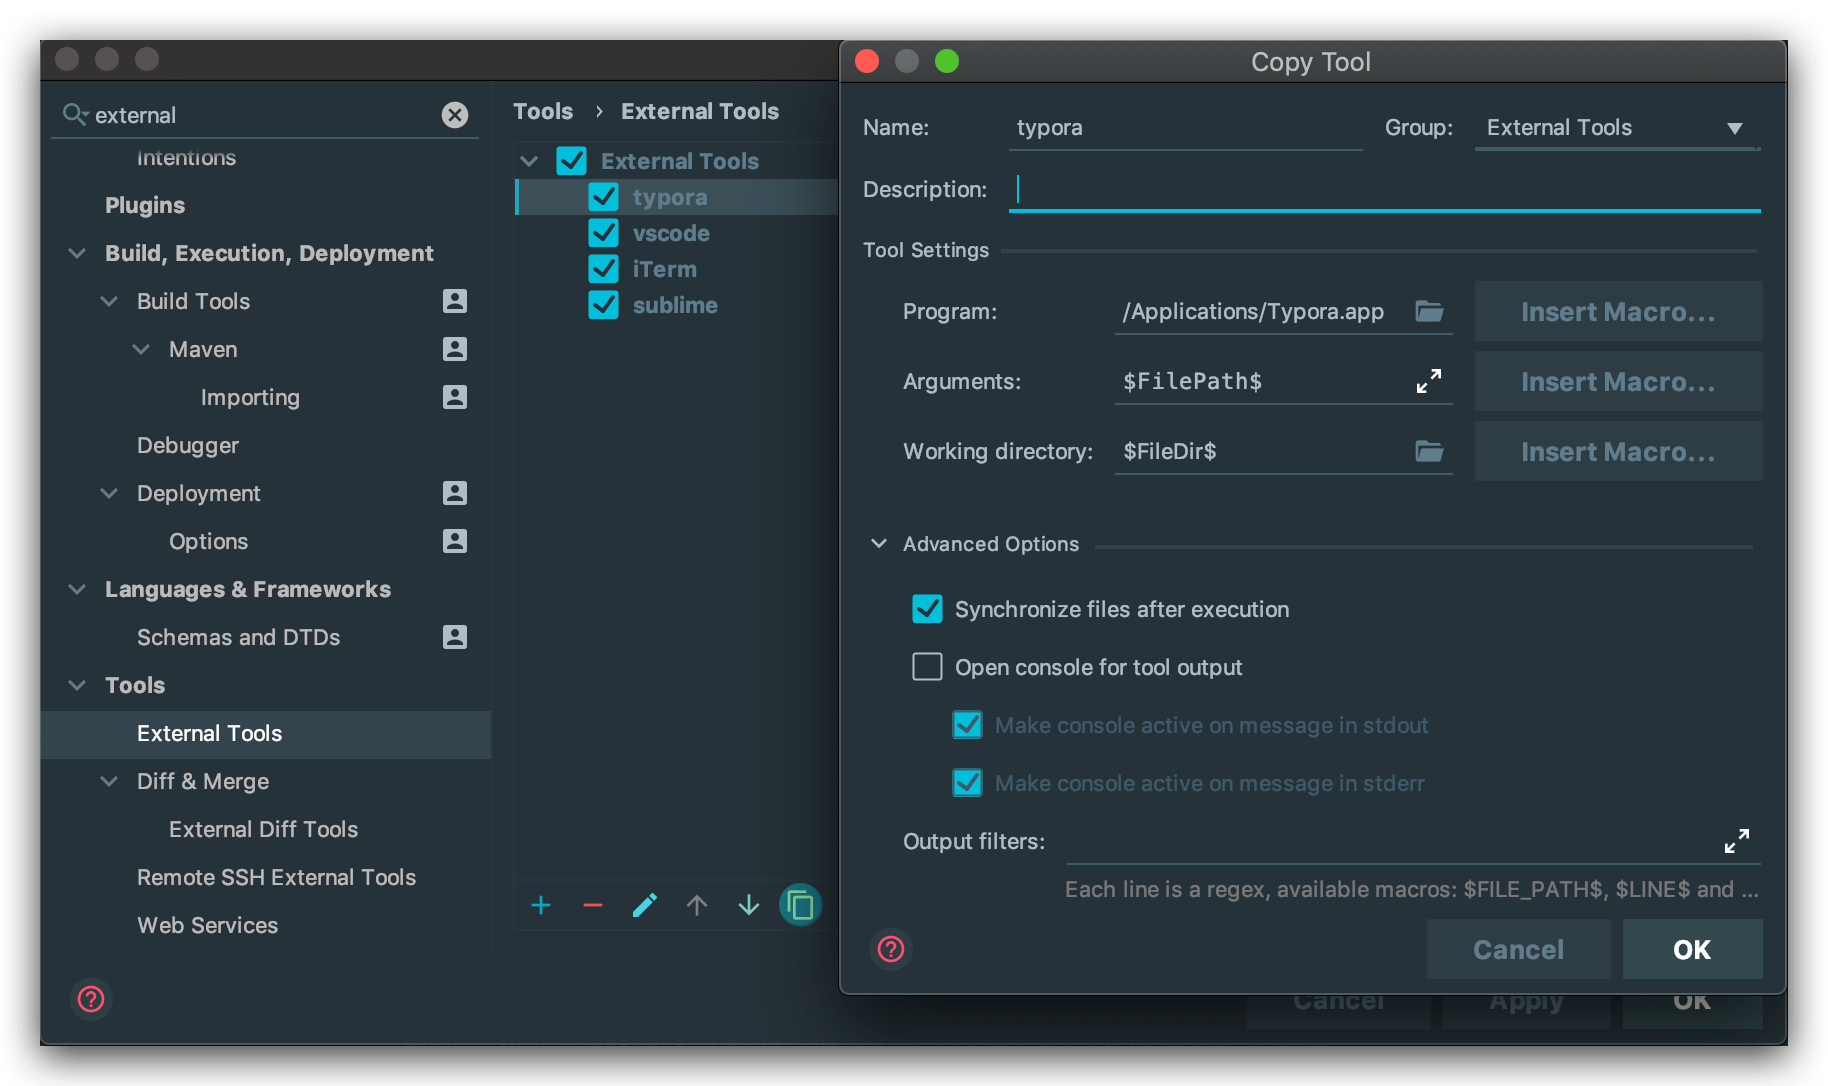 external
Intentions
Plugins
Build, Execution, Deployment
Build Tools
Maven
Importing
Debugger
Deployment
Options
Languages & Frameworks
Schemas and DTDs
Tools
External Tools
Diff & Merge
External Diff Tools
Remote SSH External Tools
Web Services
Tools › External Tools
External Tools
typora
vscode
iTerm
sublime
Copy Tool
Name: typora Group: External Tools
Description:
Tool Settings
Program: /Applications/Typora.app Insert Macro...
Arguments: $FilePath$ Insert Macro...
Working directory: $FileDir$ Insert Macro...
Advanced Options
Synchronize files after execution
Open console for tool output
Make console active on message in stdout
Make console active on message in stderr
Output filters:
Each line is a regex, available macros: $FILE_PATH$, $LINE$ and ...
Cancel OK
Cancel Apply OK